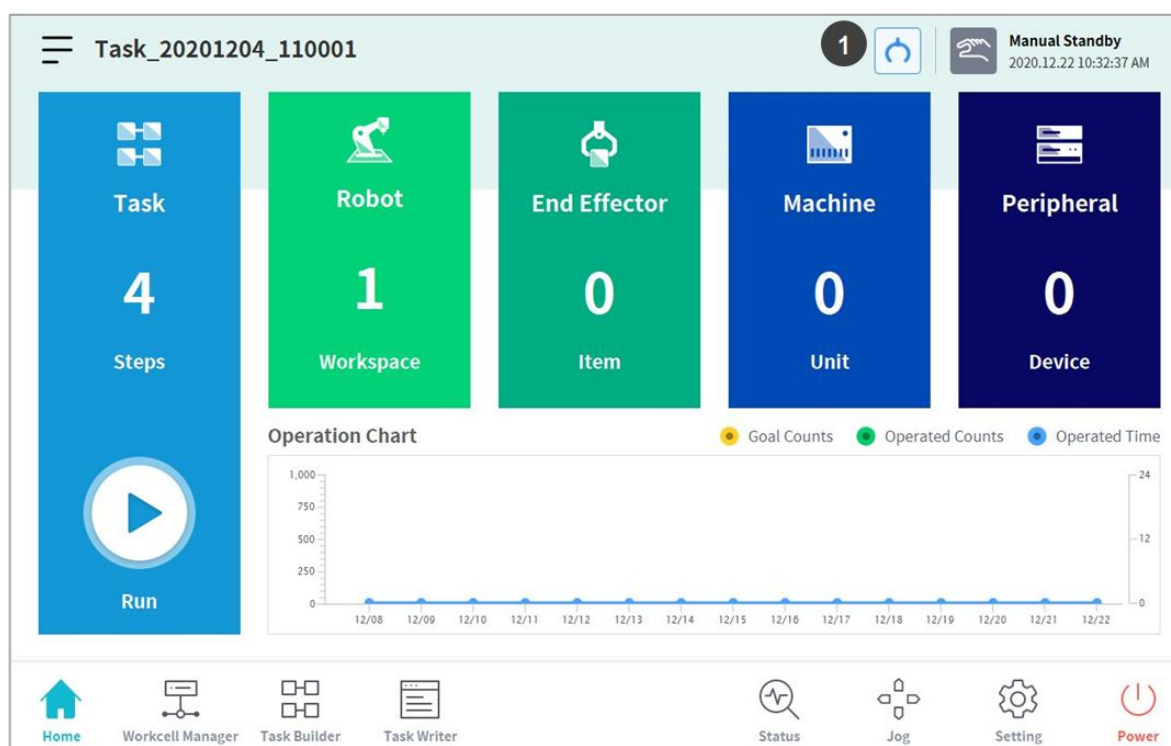 Task_20201204_110001
1
Manual Standby
2020.12.22 10:32:37 AM
Task
4
Steps
Run
Robot
1
Workspace
End Effector
0
Item
Machine
0
Unit
Peripheral
0
Device
Operation Chart
Goal Counts
Operated Counts
Operated Time
1,000
750
500
250
0
24
12
0
12/08 12/09 12/10 12/11 12/12 12/13 12/14 12/15 12/16 12/17 12/18 12/19 12/20 12/21 12/22
Home
Workcell Manager
Task Builder
Task Writer
Status
Jog
Setting
Power